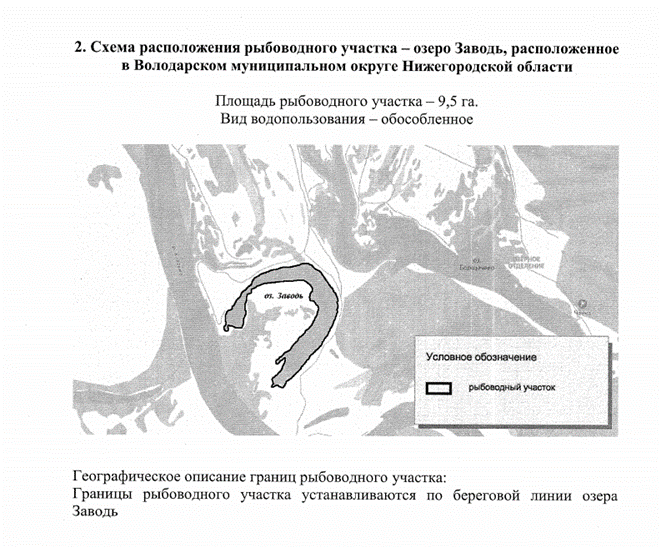 2. Схема расположения рыбоводного участка – озеро Заводь, расположенное
в Володарском муниципальном округе Нижегородской области
Площадь рыбоводного участка – 9,5 га.
Вид водопользования – обособленное
оз. Заводь
оз.
ОТДЕЛЕНИЕ
Условное обозначение
рыбоводный участок
Географическое описание границ рыбоводного участка:
Границы рыбоводного участка устанавливаются по береговой линии озера
Заводь